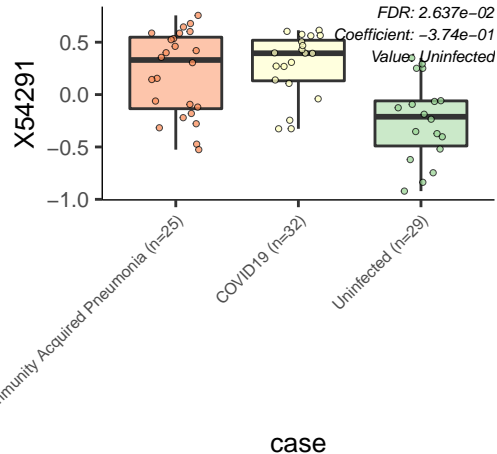 FDR: 2.637e−02
Coefficient: −3.74e−01
Value: Uninfected
X54291
0.5
0.0
−0.5
−1.0
Acquired Pneumonia (n=25)
COVID19 (n=32)
Uninfected (n=29)
case